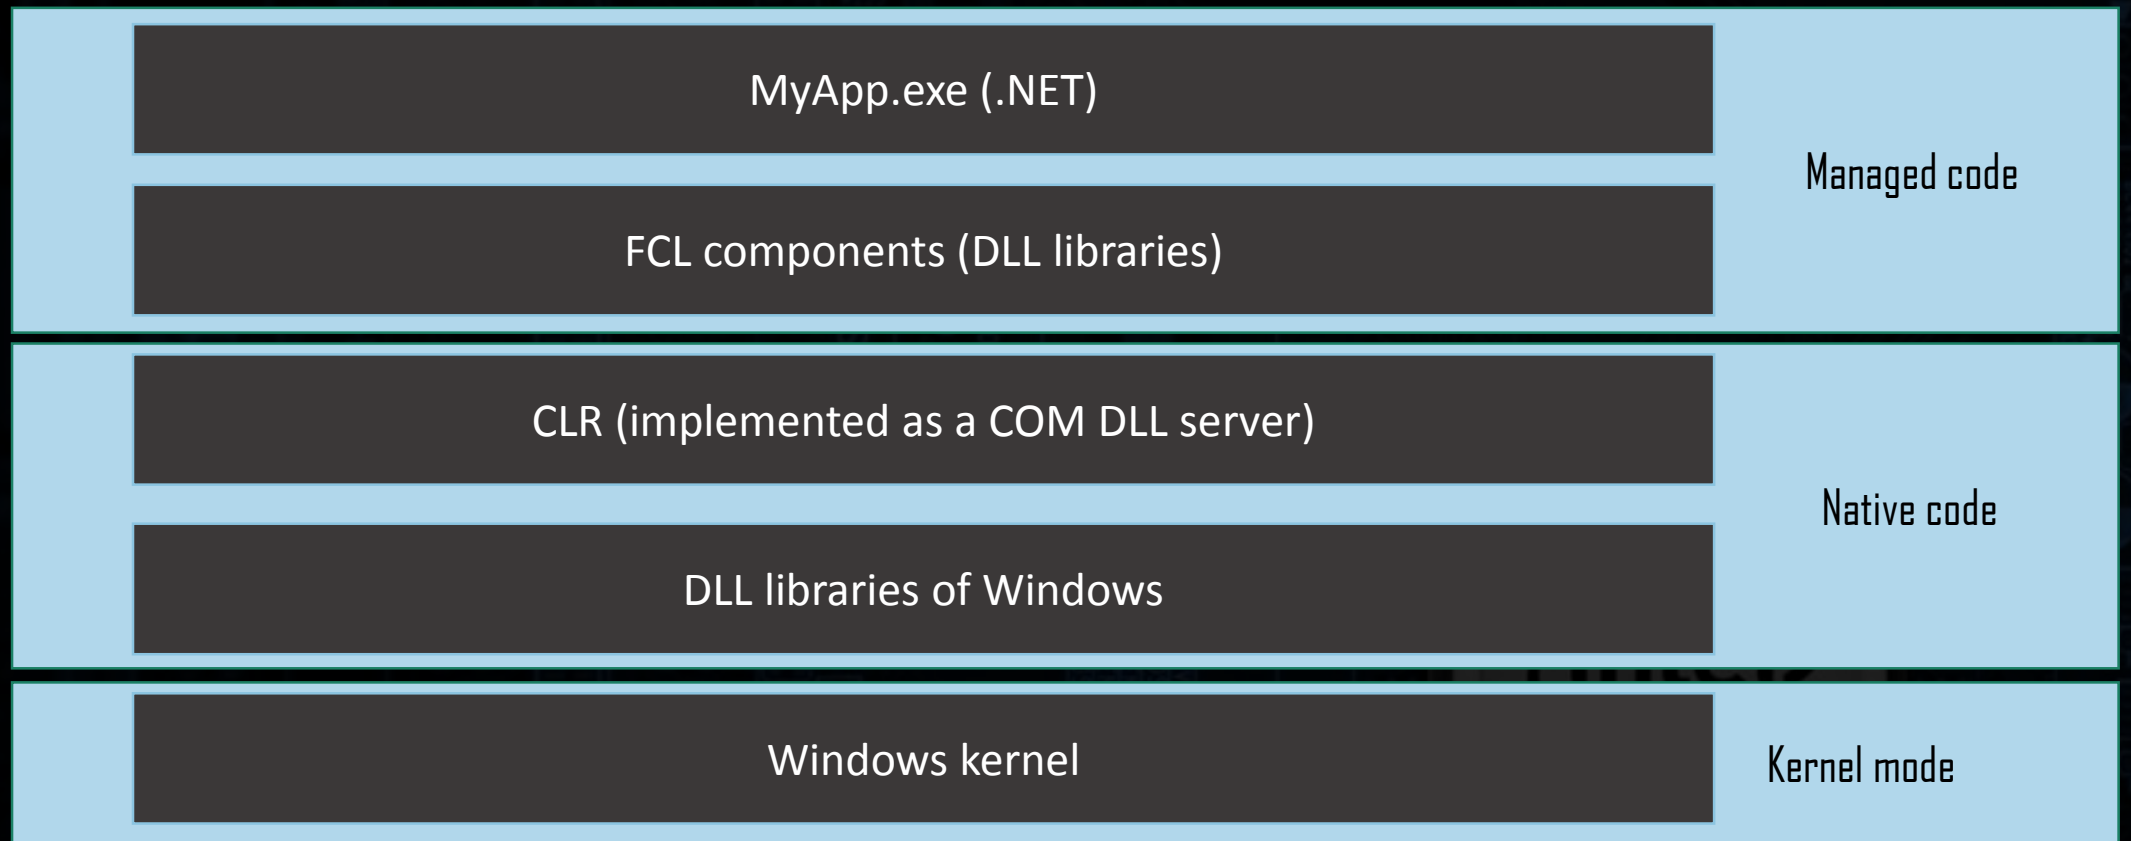 MyApp.exe (.NET)
FCL components (DLL libraries)
Managed code
CLR (implemented as a COM DLL server)
DLL libraries of Windows
Native code
Windows kernel
Kernel mode